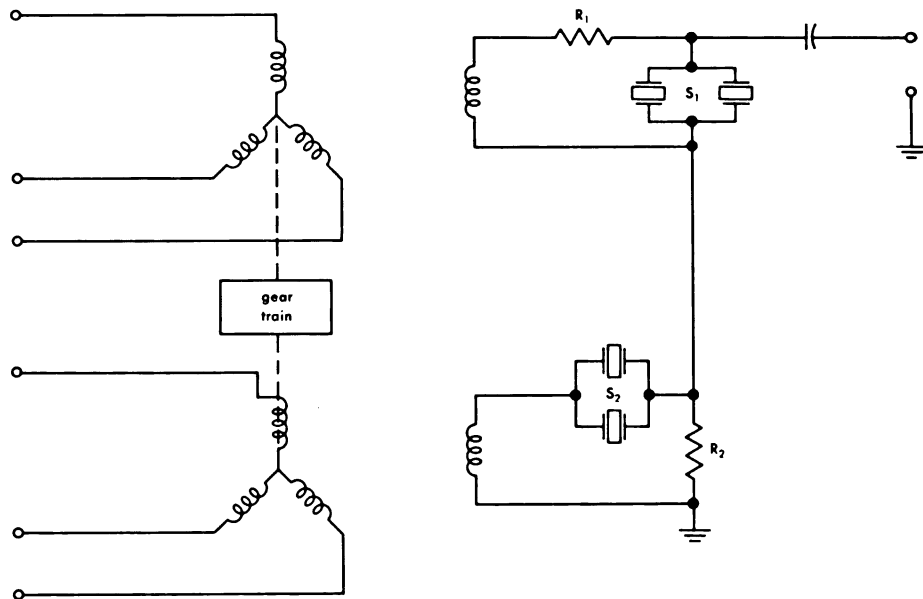 R₁
S₁
gear
train
S₂
R₂